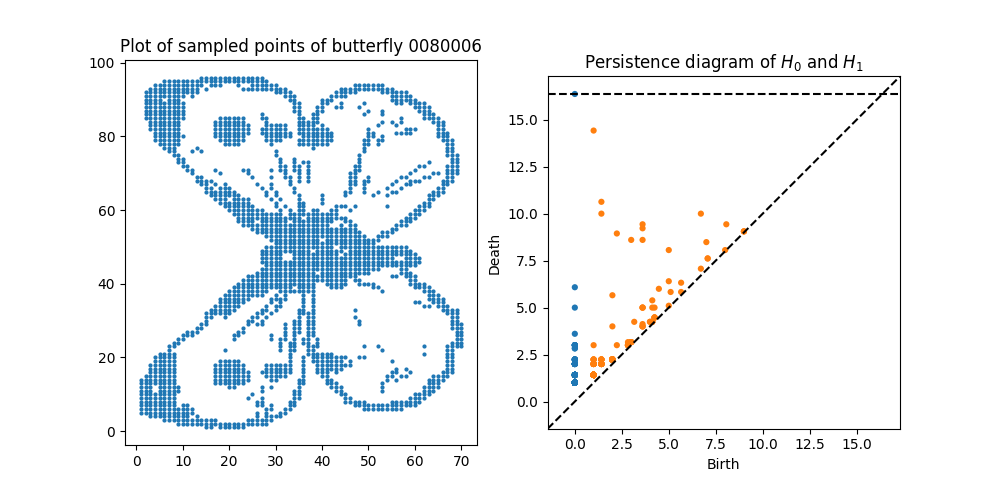 Plot of sampled points of butterfly 0080006
100
80
60
40
20
0
0 10 20 30 40 50 60 70
Persistence diagram of H₀ and H₁
15.0
12.5
10.0
7.5
5.0
2.5
0.0
Death
0.0 2.5 5.0 7.5 10.0 12.5 15.0
Birth